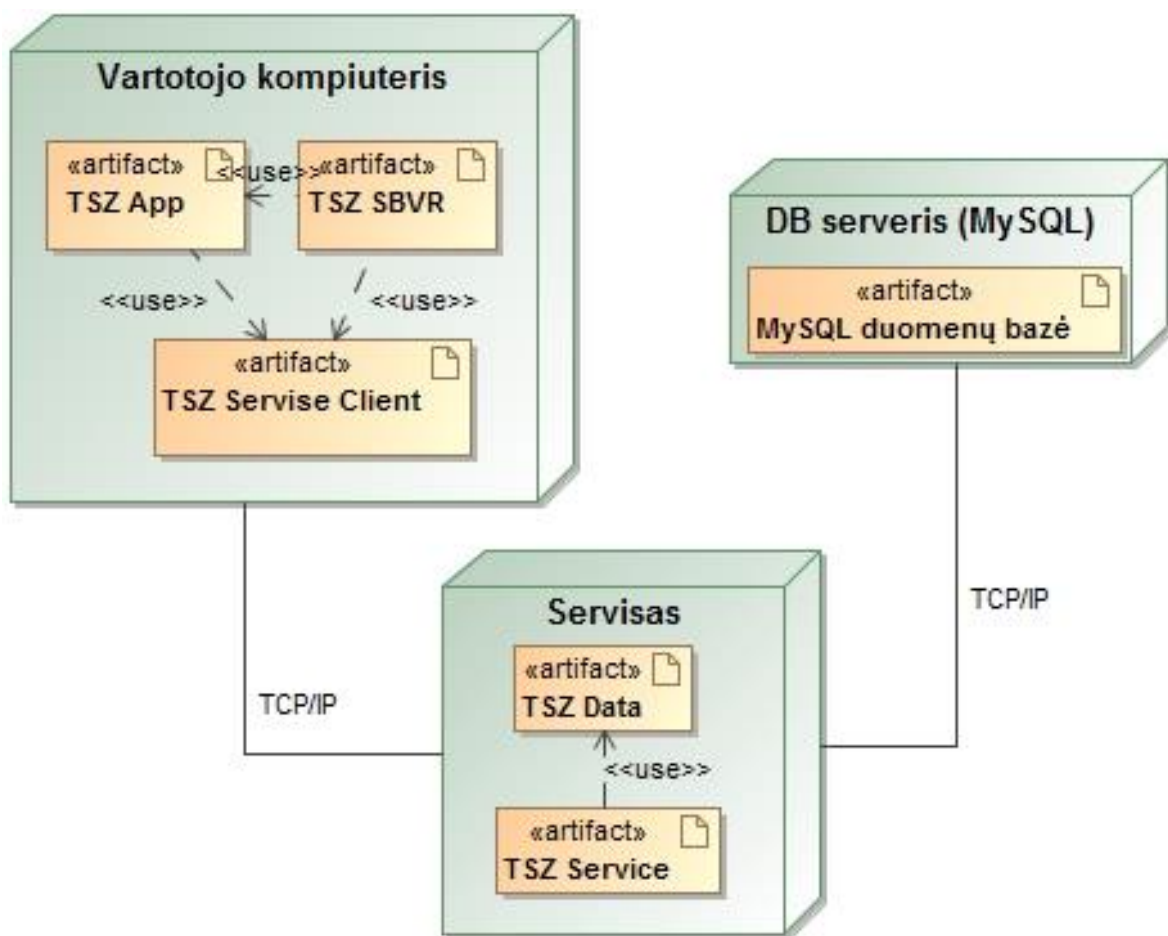 Vartotojo kompiuteris
«artifact»
TSZ App
<<use>>
«artifact»
TSZ SBVR
<<use>>
<<use>>
«artifact»
TSZ Servise Client
DB serveris (MySQL)
«artifact»
MySQL duomenų bazė
TCP/IP
TCP/IP
Servisas
«artifact»
TSZ Data
<<use>>
«artifact»
TSZ Service